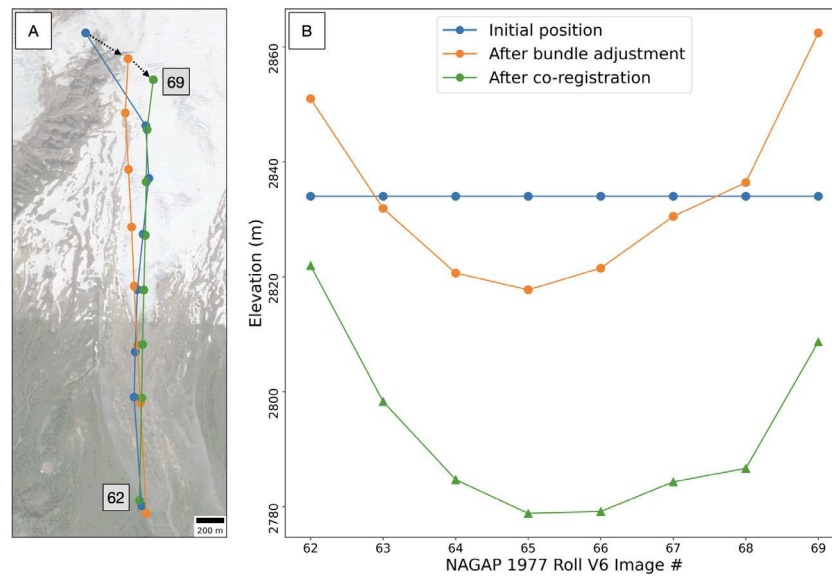 A
69
62
200 m
B
Initial position
After bundle adjustment
After co-registration
Elevation (m)
2860
2840
2820
2800
2780
62 63 64 65 66 67 68 69
NAGAP 1977 Roll V6 Image #